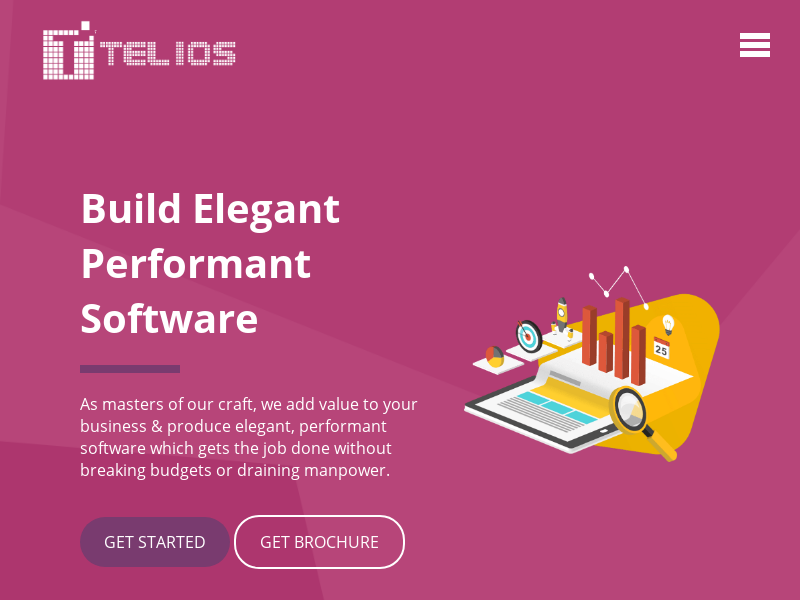 TELIOS
Build Elegant
Performant
Software
As masters of our craft, we add value to your
business & produce elegant, performant
software which gets the job done without
breaking budgets or draining manpower.
25
GET STARTED
GET BROCHURE